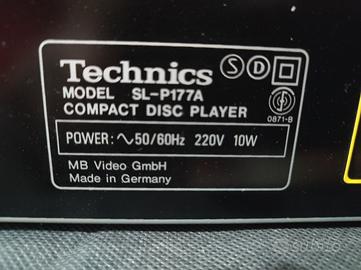 Technics
S D
MODEL SL-P177A
COMPACT DISC PLAYER
0871-B
POWER: ∿50/60Hz 220V 10W
MB Video GmbH
Made in Germany